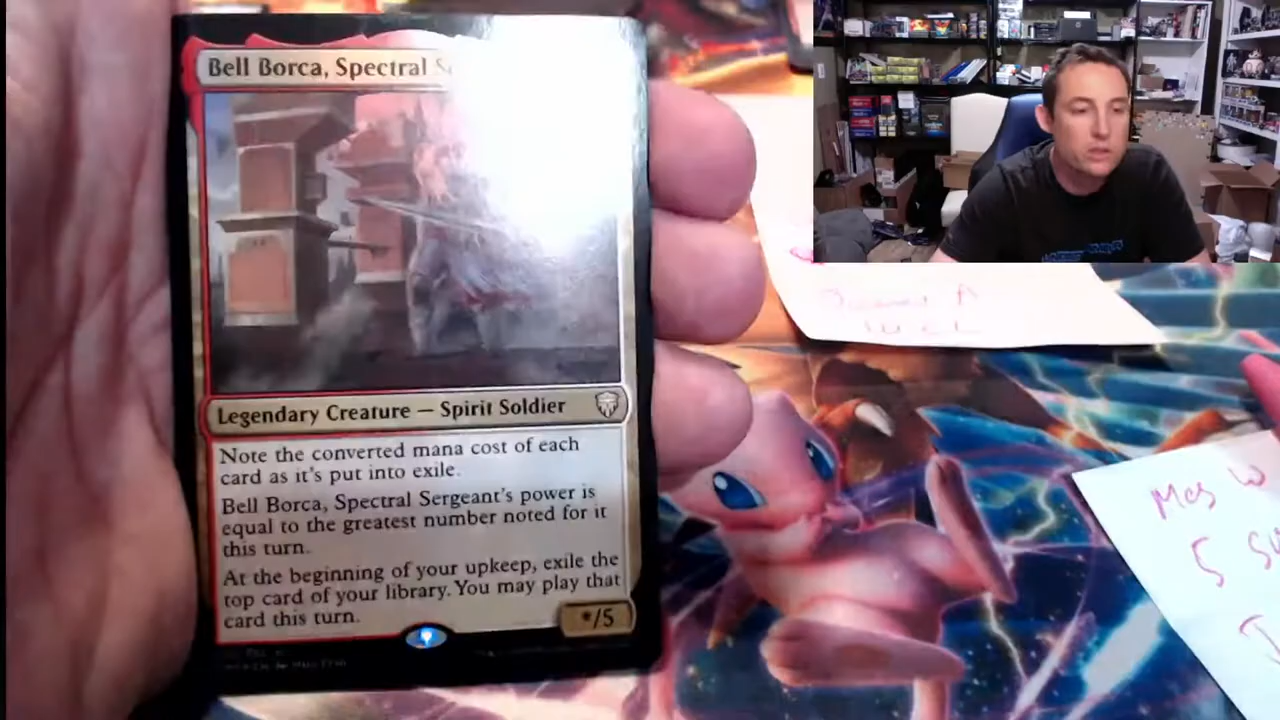 Bell Borca, Spectral
Legendary Creature — Spirit Soldier
Note the converted mana cost of each
card as it's put into exile.
Bell Borca, Spectral Sergeant's power is
equal to the greatest number noted for it
this turn.
At the beginning of your upkeep, exile the
top card of your library. You may play that
card this turn.
*/5
5